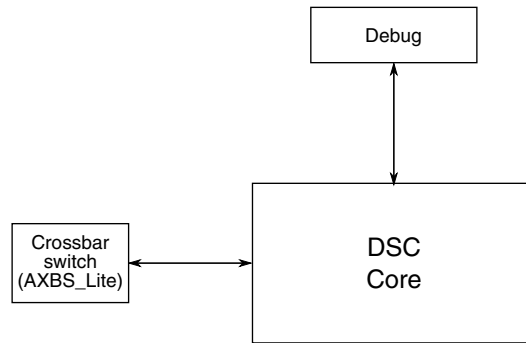 Debug
Crossbar
switch
(AXBS_Lite)
DSC
Core